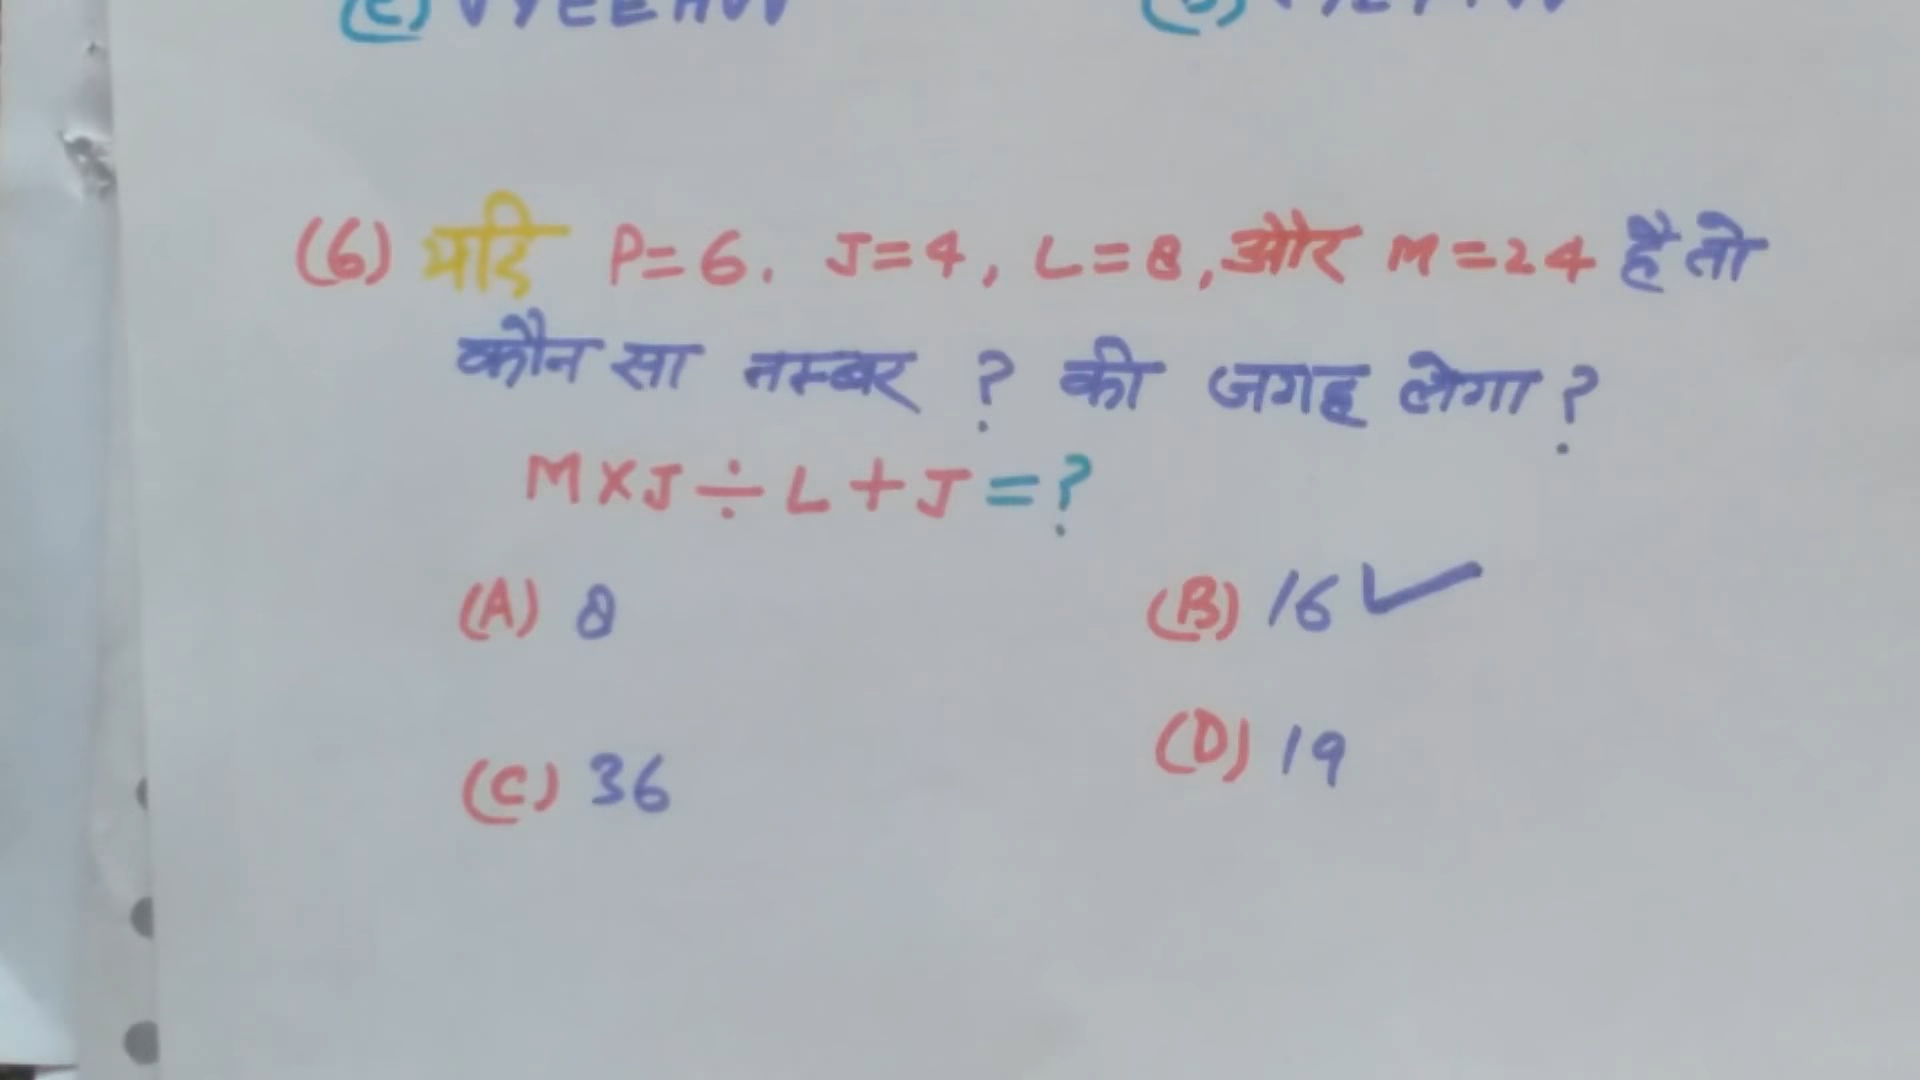 (6) यदि P=6. J=4, L=8, और M=24 है तो
कौन सा नम्बर ? की जगह लेगा ?
M×J÷L+J=?
(A) 8
(B) 16 ✓
(C) 36
(D) 19